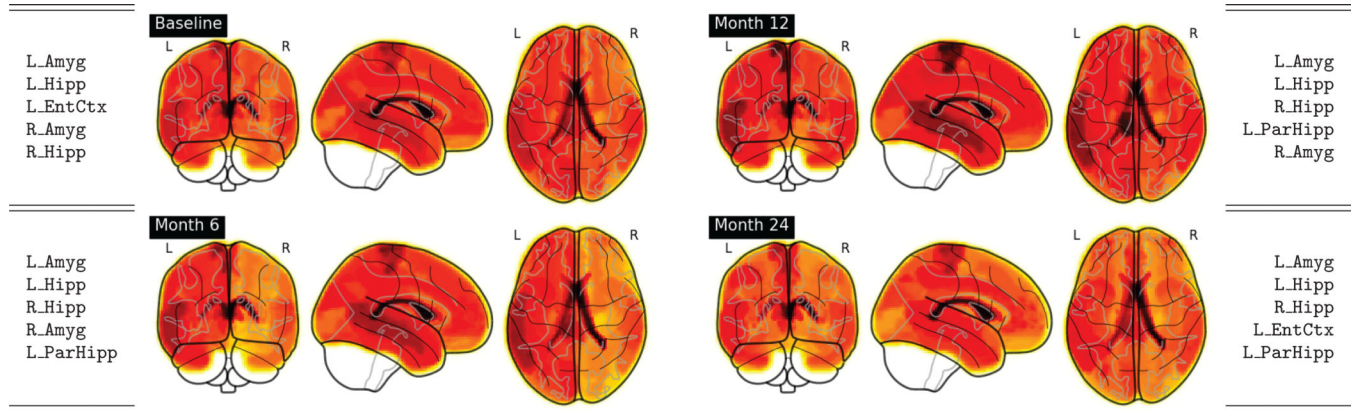 L_Amyg
L_Hipp
L_EntCtx
R_Amyg
R_Hipp
Baseline
L R
L R
Month 12
L R
L R
L_Amyg
L_Hipp
R_Hipp
L_ParHipp
R_Amyg
L_Amyg
L_Hipp
R_Hipp
R_Amyg
L_ParHipp
Month 6
L R
L R
Month 24
L R
L R
L_Amyg
L_Hipp
R_Hipp
L_EntCtx
L_ParHipp